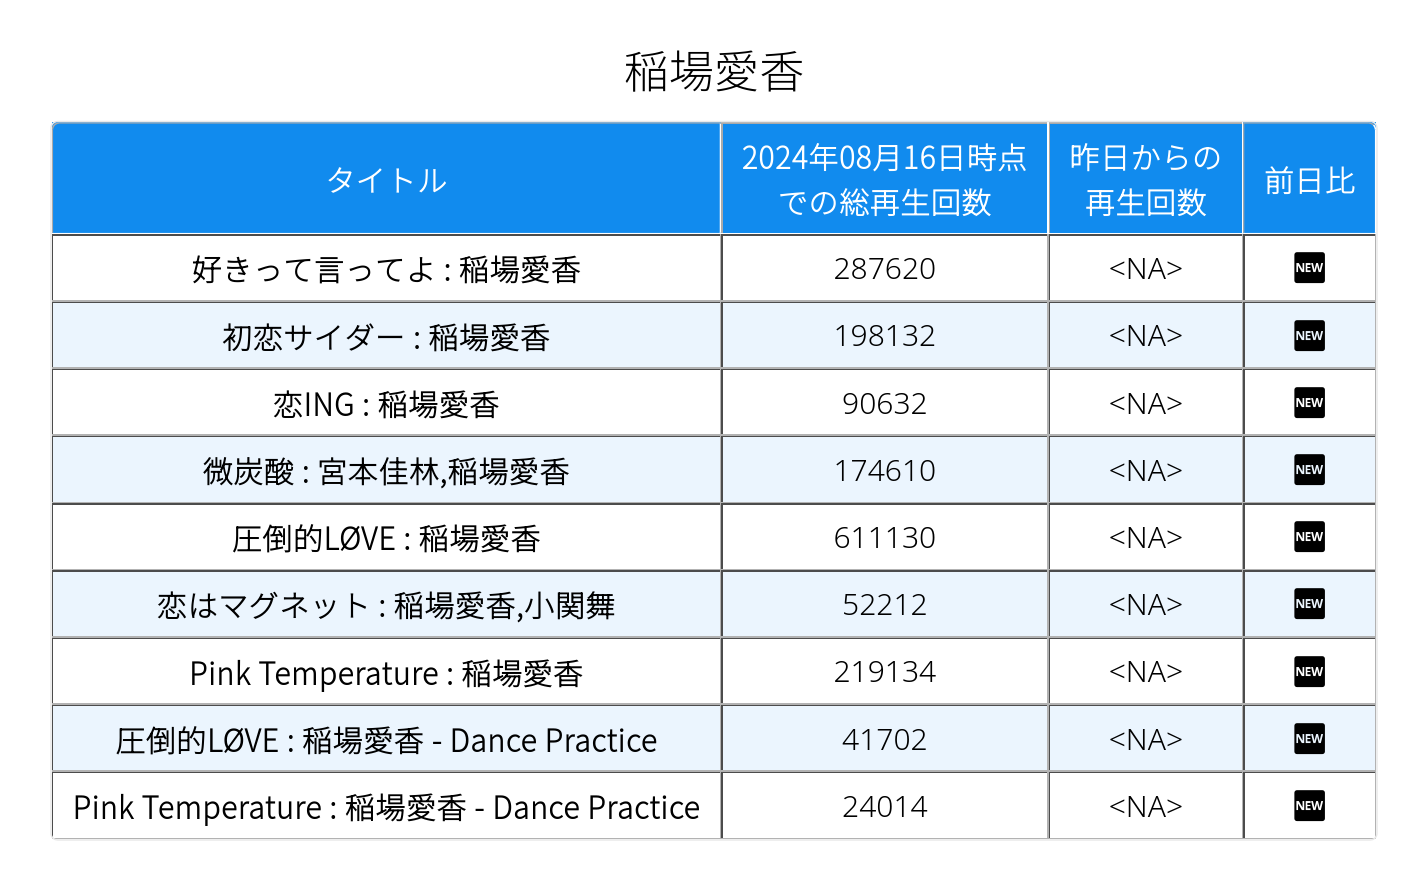 稲場愛香
タイトル
2024年08月16日時点
での総再生回数
昨日からの
再生回数
前日比
好きって言ってよ : 稲場愛香 287620 <NA> NEW
初恋サイダー : 稲場愛香 198132 <NA> NEW
恋ING : 稲場愛香 90632 <NA> NEW
微炭酸 : 宮本佳林,稲場愛香 174610 <NA> NEW
圧倒的LØVE : 稲場愛香 611130 <NA> NEW
恋はマグネット : 稲場愛香,小関舞 52212 <NA> NEW
Pink Temperature : 稲場愛香 219134 <NA> NEW
圧倒的LØVE : 稲場愛香 - Dance Practice 41702 <NA> NEW
Pink Temperature : 稲場愛香 - Dance Practice 24014 <NA> NEW